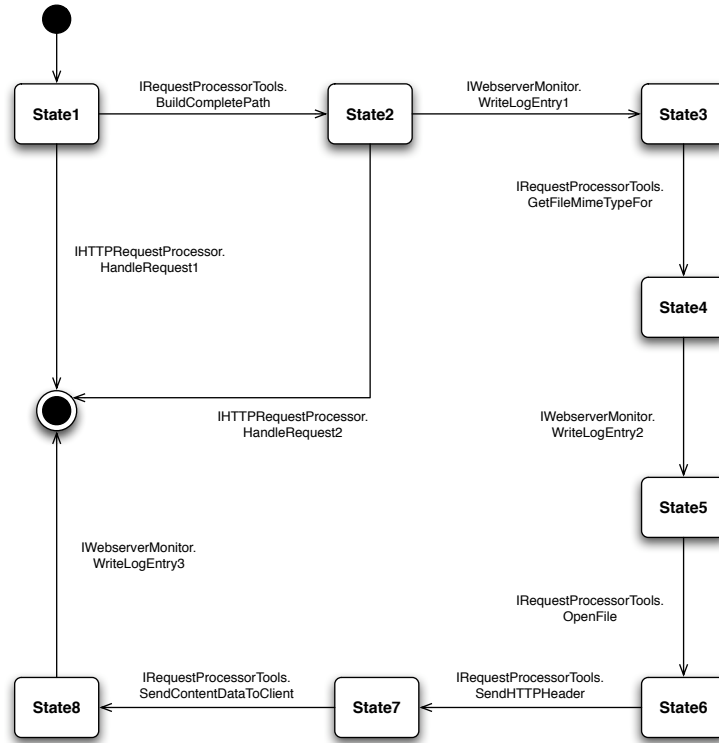 IRequestProcessorTools.
BuildCompletePath
IWebserverMonitor.
WriteLogEntry1
State1
State2
State3
IRequestProcessorTools.
GetFileMimeTypeFor
IHTTPRequestProcessor.
HandleRequest1
State4
IHTTPRequestProcessor.
HandleRequest2
IWebserverMonitor.
WriteLogEntry2
State5
IWebserverMonitor.
WriteLogEntry3
IRequestProcessorTools.
OpenFile
IRequestProcessorTools.
SendContentDataToClient
IRequestProcessorTools.
SendHTTPHeader
State8
State7
State6